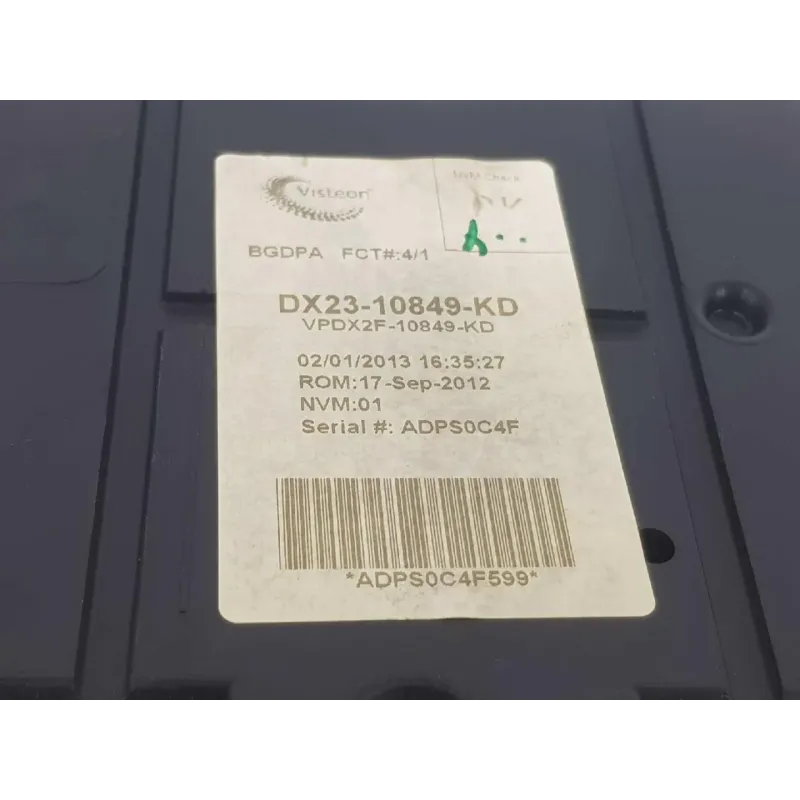 Visteon
BGDPA FCT#:4/1
DX23-10849-KD
VPDX2F-10849-KD
02/01/2013 16:35:27
ROM:17-Sep-2012
NVM:01
Serial #: ADPS0C4F
*ADPS0C4F599*